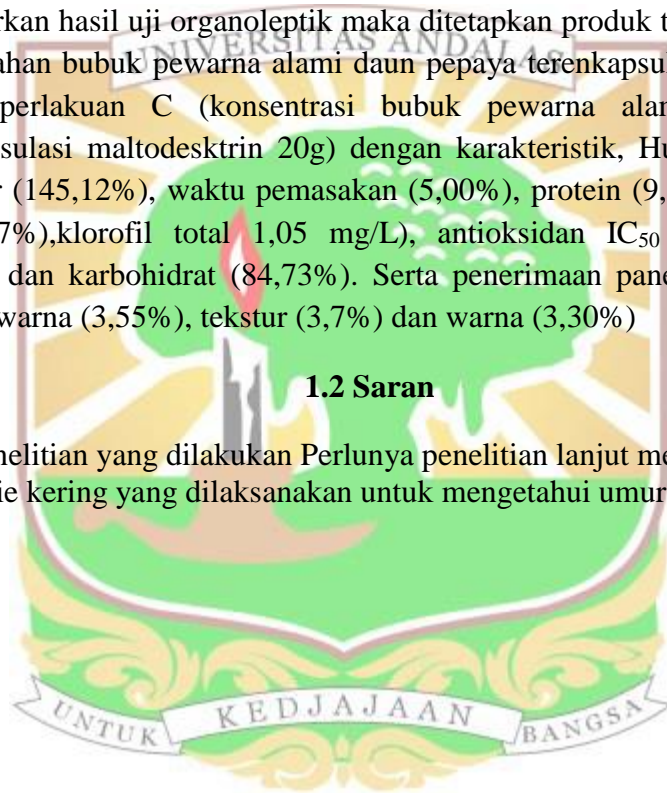 rkan hasil uji organoleptik maka ditetapkan produk t
UNIVERSITAS ANDALAS
ahan bubuk pewarna alami daun pepaya terenkapsul
perlakuan C (konsentrasi bubuk pewarna alam
sulasi maltodesktrin 20g) dengan karakteristik, Hu
r (145,12%), waktu pemasakan (5,00%), protein (9,
7%),klorofil total 1,05 mg/L), antioksidan IC50
dan karbohidrat (84,73%). Serta penerimaan pane
warna (3,55%), tekstur (3,7%) dan warna (3,30%)
1.2 Saran
nelitian yang dilakukan Perlunya penelitian lanjut me
ie kering yang dilaksanakan untuk mengetahui umur
UNTUK KEDJAJAAN BANGSA